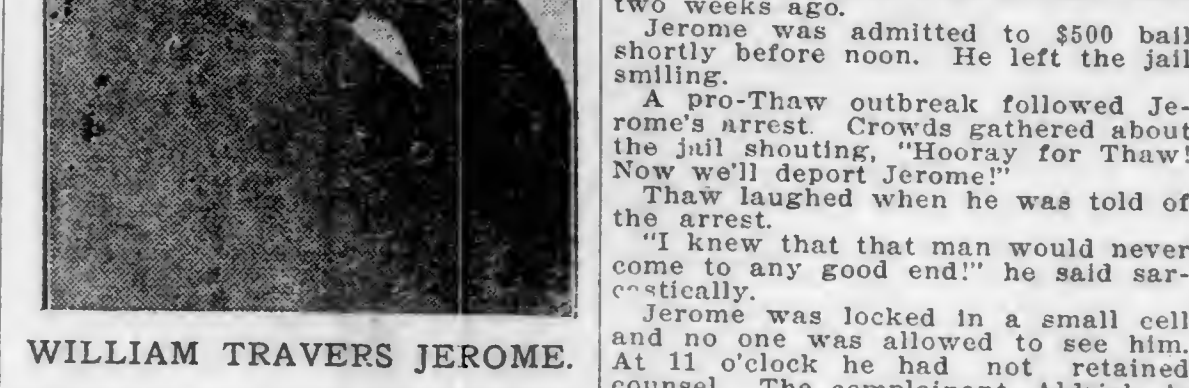 WILLIAM TRAVERS JEROME.
two weeks ago.
Jerome was admitted to $500 bail
shortly before noon. He left the jail
smiling.
A pro-Thaw outbreak followed Je-
rome's arrest. Crowds gathered about
the jail shouting, "Hooray for Thaw!
Now we'll deport Jerome!"
Thaw laughed when he was told of
the arrest.
"I knew that that man would never
come to any good end!" he said sar-
castically.
Jerome was locked in a small cell
and no one was allowed to see him.
At 11 o'clock he had not retained
counsel. The complainant